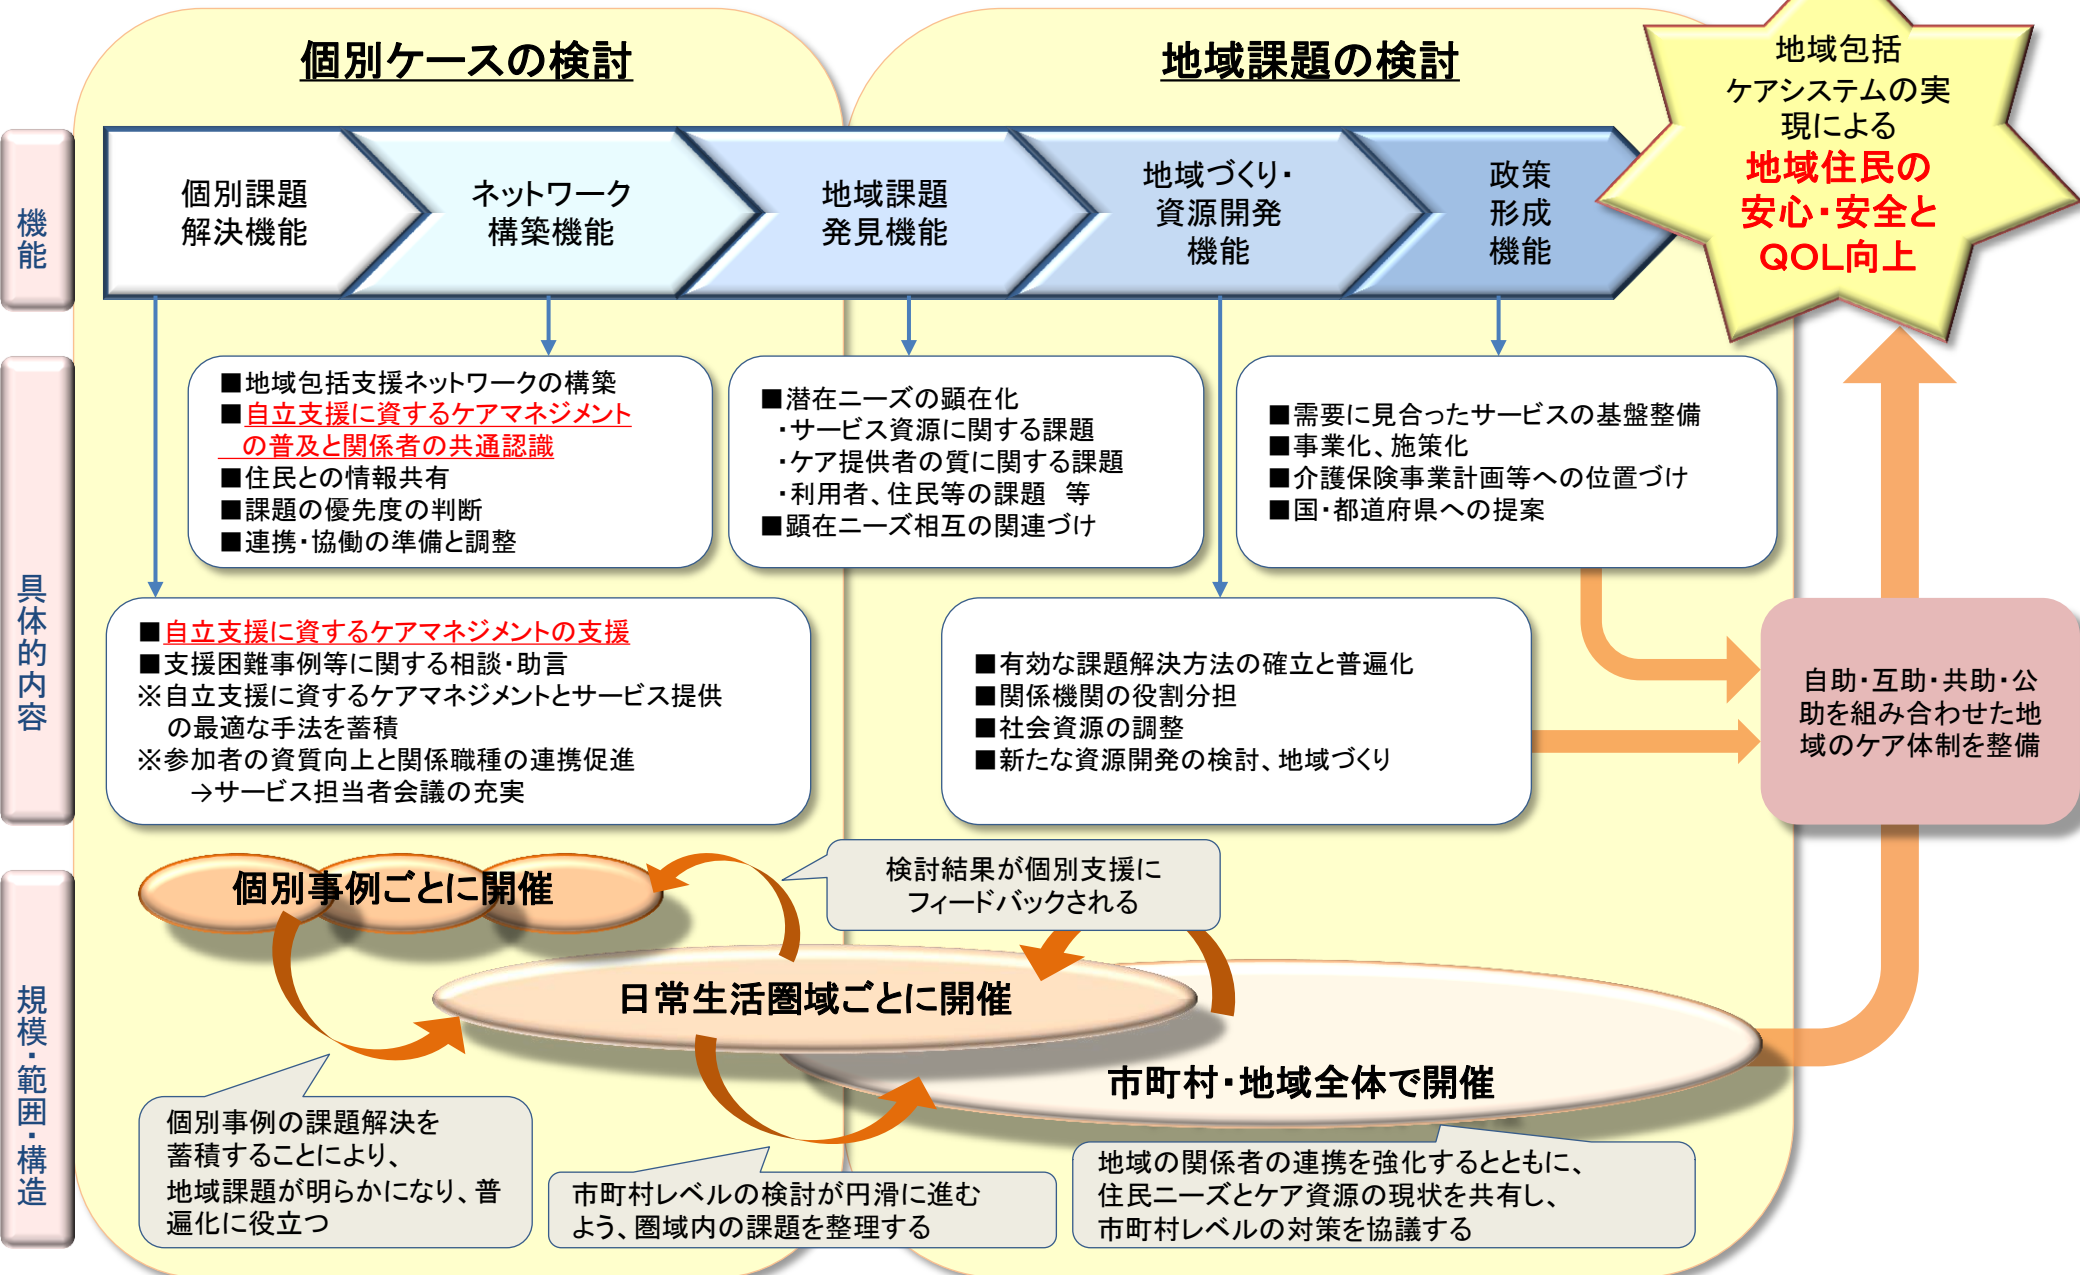 個別ケースの検討
地域課題の検討
地域包括
ケアシステムの実
現による
地域住民の
安心・安全と
QOL向上
機能
個別課題
解決機能
ネットワーク
構築機能
地域課題
発見機能
地域づくり・
資源開発
機能
政策
形成
機能
具体的内容
■地域包括支援ネットワークの構築
■自立支援に資するケアマネジメント
の普及と関係者の共通認識
■住民との情報共有
■課題の優先度の判断
■連携・協働の準備と調整
■潜在ニーズの顕在化
・サービス資源に関する課題
・ケア提供者の質に関する課題
・利用者、住民等の課題　等
■顕在ニーズ相互の関連づけ
■需要に見合ったサービスの基盤整備
■事業化、施策化
■介護保険事業計画等への位置づけ
■国・都道府県への提案
■自立支援に資するケアマネジメントの支援
■支援困難事例等に関する相談・助言
※自立支援に資するケアマネジメントとサービス提供
の最適な手法を蓄積
※参加者の資質向上と関係職種の連携促進
→サービス担当者会議の充実
■有効な課題解決方法の確立と普遍化
■関係機関の役割分担
■社会資源の調整
■新たな資源開発の検討、地域づくり
自助・互助・共助・公
助を組み合わせた地
域のケア体制を整備
規模・範囲・構造
個別事例ごとに開催
検討結果が個別支援に
フィードバックされる
日常生活圏域ごとに開催
市町村・地域全体で開催
個別事例の課題解決を
蓄積することにより、
地域課題が明らかになり、普
遍化に役立つ
市町村レベルの検討が円滑に進む
よう、圏域内の課題を整理する
地域の関係者の連携を強化するとともに、
住民ニーズとケア資源の現状を共有し、
市町村レベルの対策を協議する